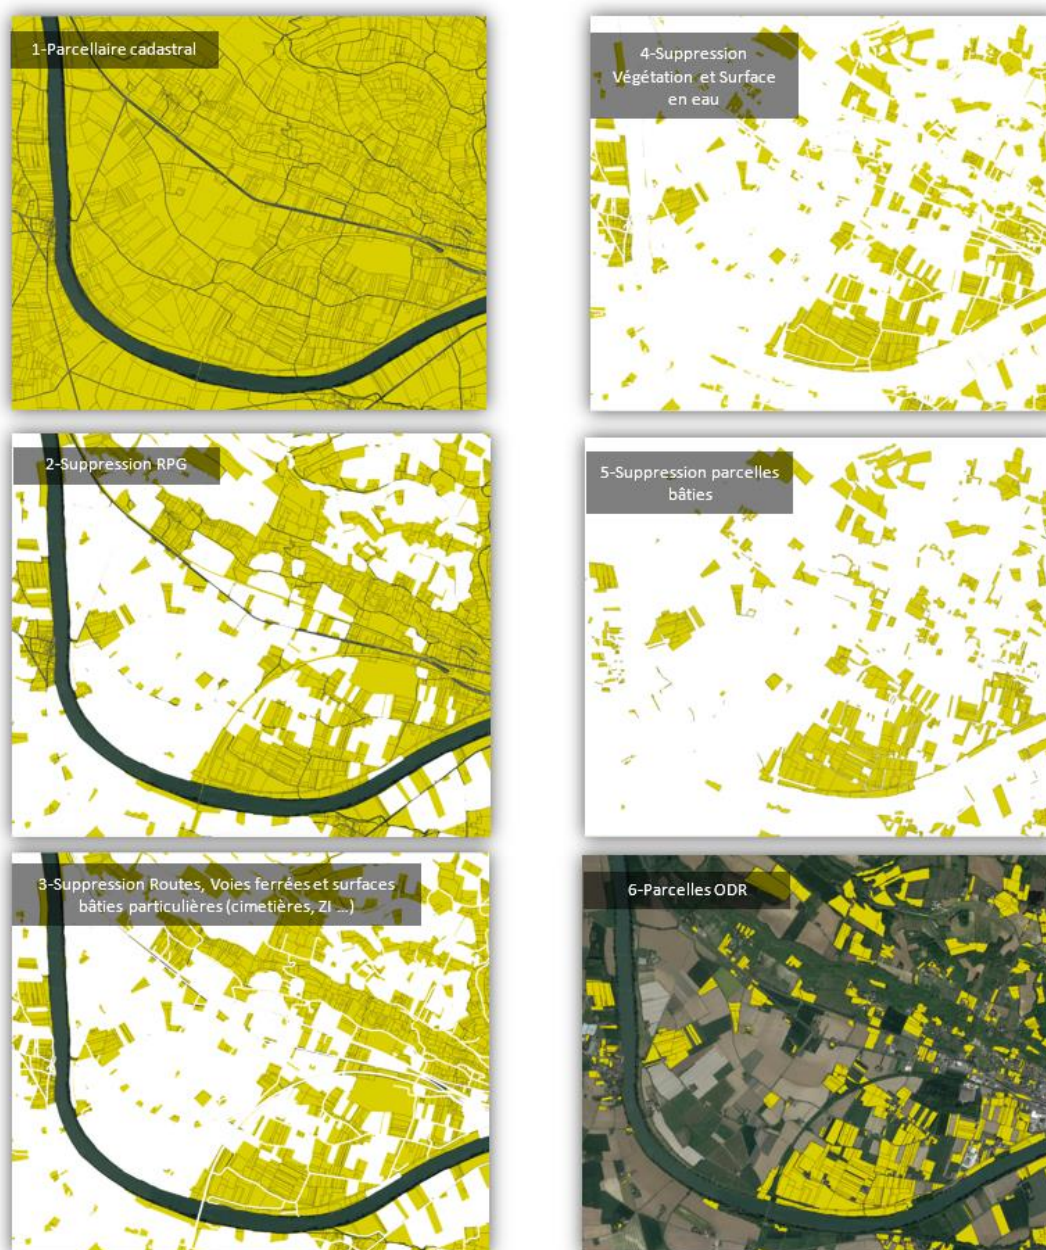 1-Parcellaire cadastral
2-Suppression RPG
3-Suppression Routes, Voies ferrées et surfaces
bâties particulières (cimetières, ZI ...)
4-Suppression
Végétation et Surface
en eau
5-Suppression parcelles
bâties
6-Parcelles ODR